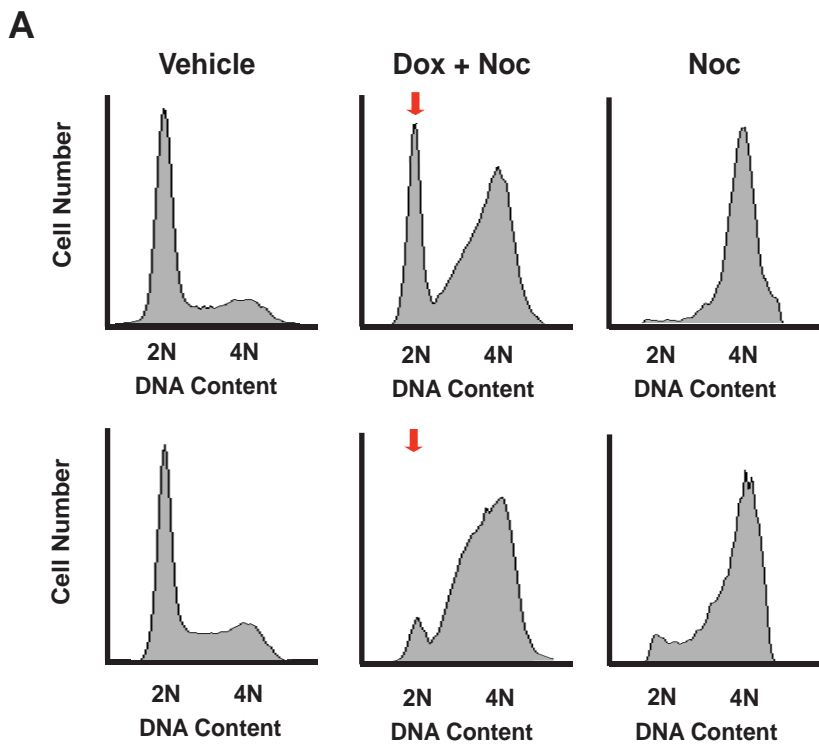 A
Vehicle
Dox + Noc
Noc
Cell Number
2N 4N
DNA Content
2N 4N
DNA Content
2N 4N
DNA Content
Cell Number
2N 4N
DNA Content
2N 4N
DNA Content
2N 4N
DNA Content